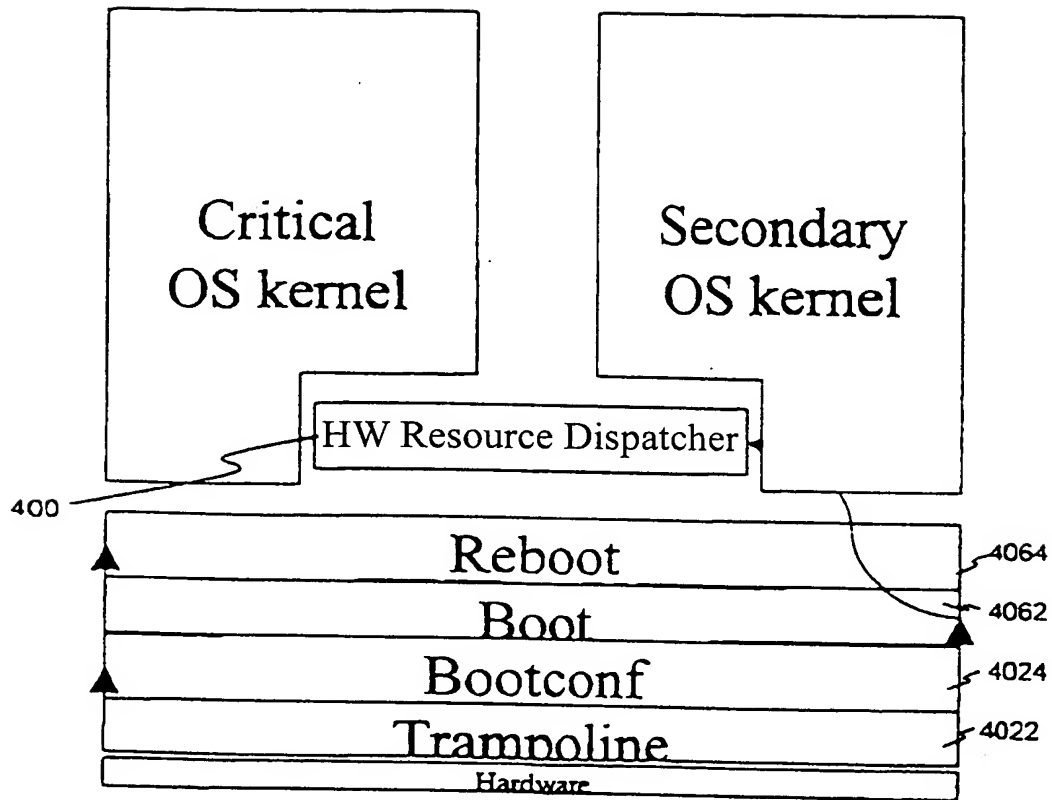 Critical
OS kernel
Secondary
OS kernel
HW Resource Dispatcher
400
Reboot
4064
Boot
4062
Bootconf
4024
Trampoline
4022
Hardware